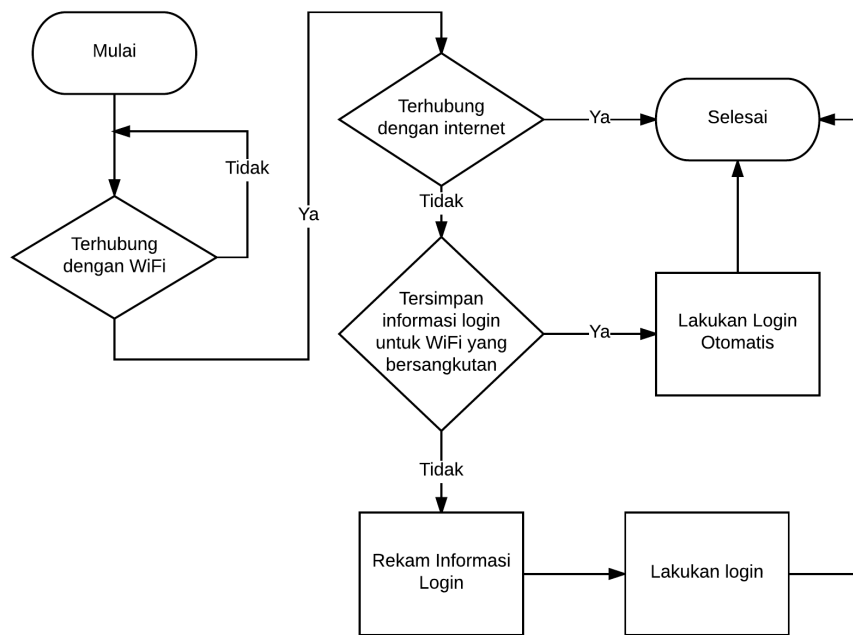 Mulai
Tidak
Terhubung
dengan WiFi
Ya
Terhubung
dengan internet
Ya
Selesai
Tidak
Tersimpan
informasi login
untuk WiFi yang
bersangkutan
Ya
Lakukan Login
Otomatis
Tidak
Rekam Informasi
Login
Lakukan login